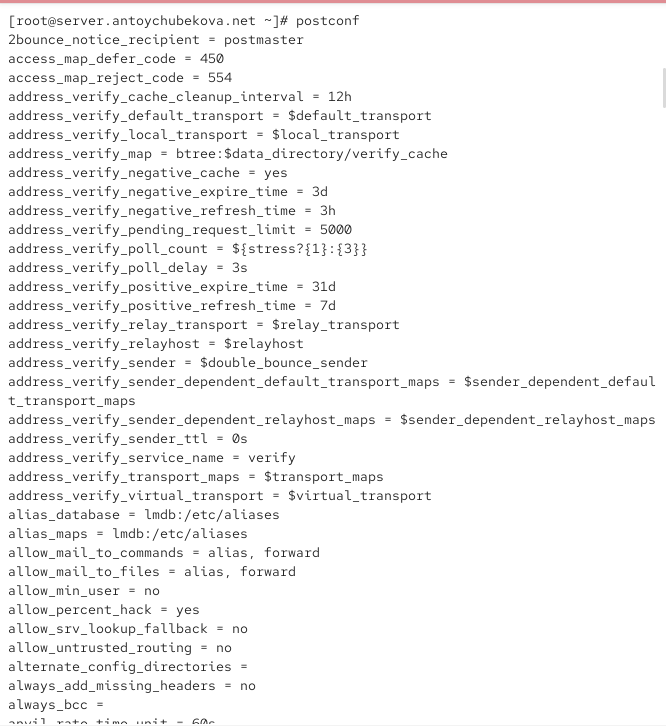 [root@server.antoychubekova.net ~]# postconf
2bounce_notice_recipient = postmaster
access_map_defer_code = 450
access_map_reject_code = 554
address_verify_cache_cleanup_interval = 12h
address_verify_default_transport = $default_transport
address_verify_local_transport = $local_transport
address_verify_map = btree:$data_directory/verify_cache
address_verify_negative_cache = yes
address_verify_negative_expire_time = 3d
address_verify_negative_refresh_time = 3h
address_verify_pending_request_limit = 5000
address_verify_poll_count = ${stress?{1}:{3}}
address_verify_poll_delay = 3s
address_verify_positive_expire_time = 31d
address_verify_positive_refresh_time = 7d
address_verify_relay_transport = $relay_transport
address_verify_relayhost = $relayhost
address_verify_sender = $double_bounce_sender
address_verify_sender_dependent_default_transport_maps = $sender_dependent_defaul
t_transport_maps
address_verify_sender_dependent_relayhost_maps = $sender_dependent_relayhost_maps
address_verify_sender_ttl = 0s
address_verify_service_name = verify
address_verify_transport_maps = $transport_maps
address_verify_virtual_transport = $virtual_transport
alias_database = lmdb:/etc/aliases
alias_maps = lmdb:/etc/aliases
allow_mail_to_commands = alias, forward
allow_mail_to_files = alias, forward
allow_min_user = no
allow_percent_hack = yes
allow_srv_lookup_fallback = no
allow_untrusted_routing = no
alternate_config_directories =
always_add_missing_headers = no
always_bcc =
anvil_rate_time_unit = 60s